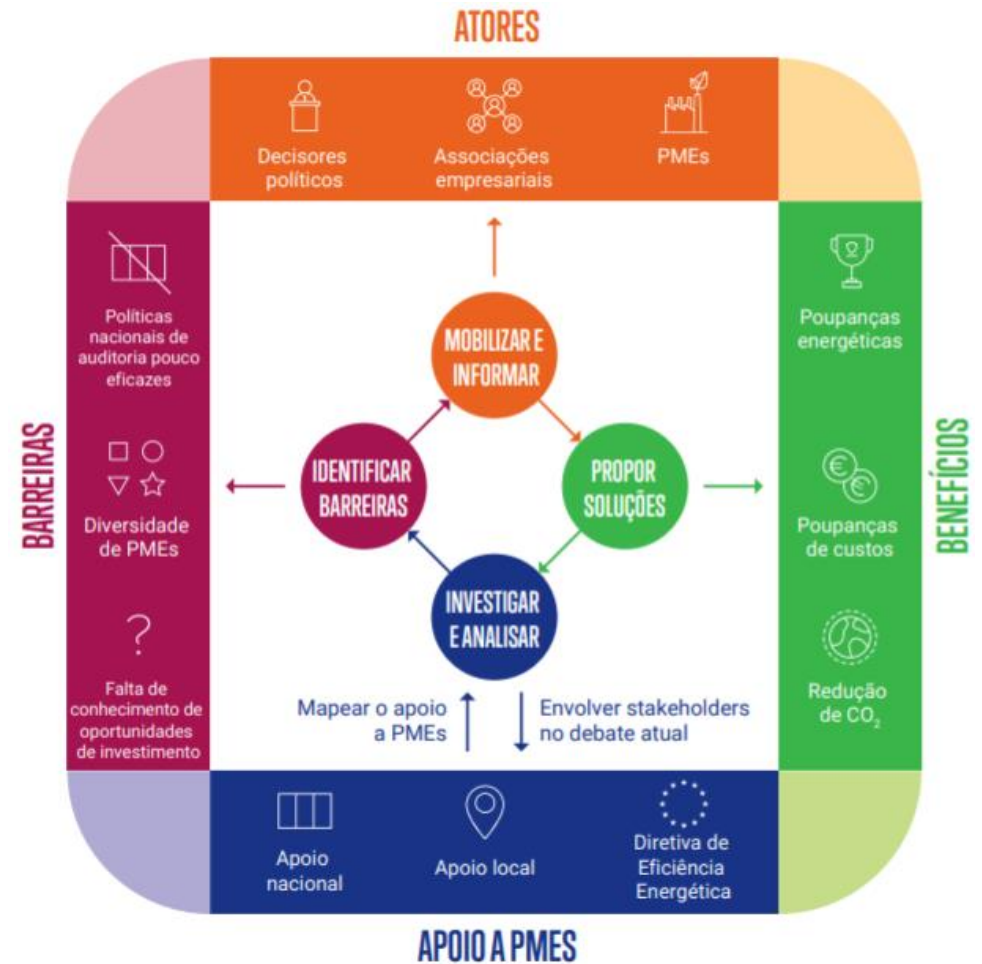 ATORES
Decisores
políticos
Associações
empresariais
PMEs
BARREIRAS
Políticas
nacionais de
auditoria pouco
eficazes
Diversidade
de PMEs
?
Falta de
conhecimento de
oportunidades
de investimento
MOBILIZAR E
INFORMAR
IDENTIFICAR
BARREIRAS
PROPOR
SOLUÇÕES
INVESTIGAR
E ANALISAR
Mapear o apoio
a PMEs
Envolver stakeholders
no debate atual
BENEFÍCIOS
Poupanças
energéticas
€
€
Poupanças
de custos
Redução
de CO₂
Apoio
nacional
Apoio local
Diretiva de
Eficiência
Energética
APOIO A PMES